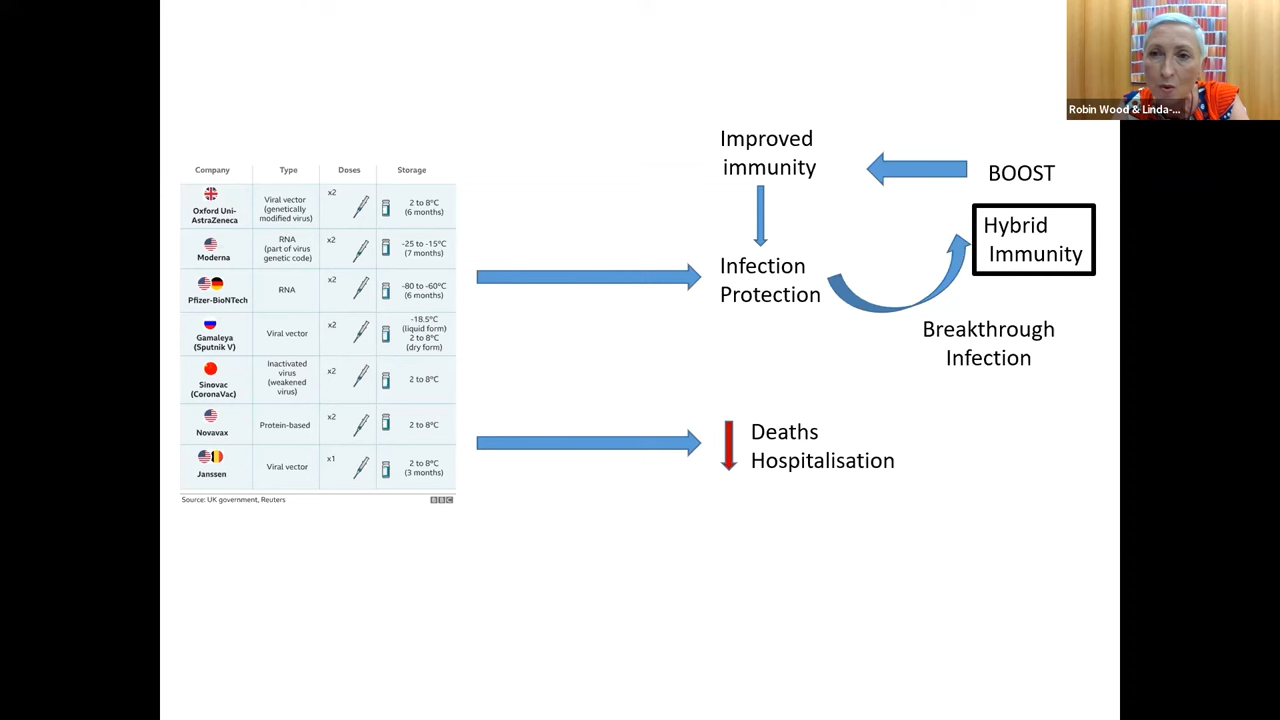 Robin Wood & Linda-...
Improved
immunity
BOOST
Hybrid
Immunity
Infection
Protection
Breakthrough
Infection
Deaths
Hospitalisation
Company Type Doses Storage
Oxford Uni-
AstraZeneca
Viral vector
(genetically
modified virus)
x2
2 to 8°C
(6 months)
Moderna
RNA
(part of virus
genetic code)
x2
-25 to -15°C
(7 months)
Pfizer-BioNTech
RNA
x2
-80 to -60°C
(6 months)
Gamaleya
(Sputnik V)
Viral vector
x2
-18.5°C
(liquid form)
2 to 8°C
(dry form)
Sinovac
(CoronaVac)
Inactivated
virus
(weakened
virus)
x2
2 to 8°C
Novavax
Protein-based
x2
2 to 8°C
Janssen
Viral vector
x1
2 to 8°C
(3 months)
Source: UK government, Reuters
BBC